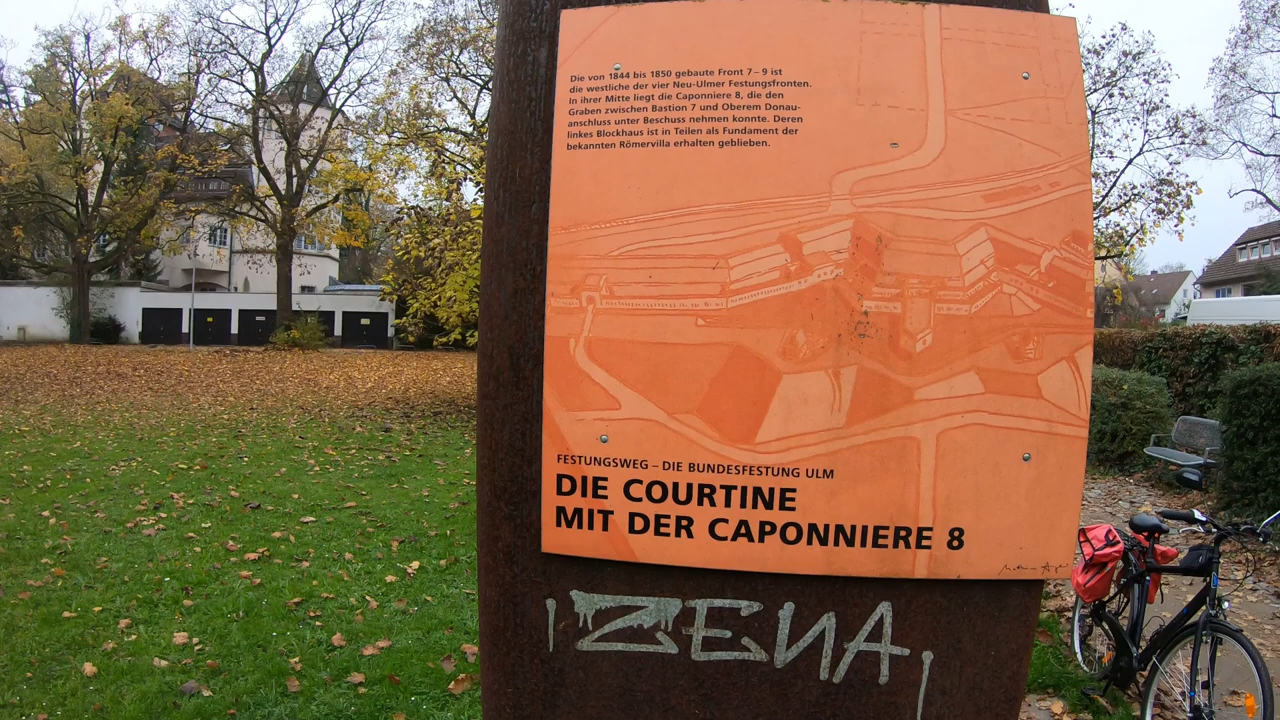 Die von 1844 bis 1850 gebaute Front 7 – 9 ist
die westliche der vier Neu-Ulmer Festungsfronten.
In ihrer Mitte liegt die Caponniere 8, die den
Graben zwischen Bastion 7 und Oberem Donau-
anschluss unter Beschuss nehmen konnte. Deren
linkes Blockhaus ist in Teilen als Fundament der
bekannten Römervilla erhalten geblieben.
FESTUNGSWEG – DIE BUNDESFESTUNG ULM
DIE COURTINE
MIT DER CAPONNIERE 8
ZENA